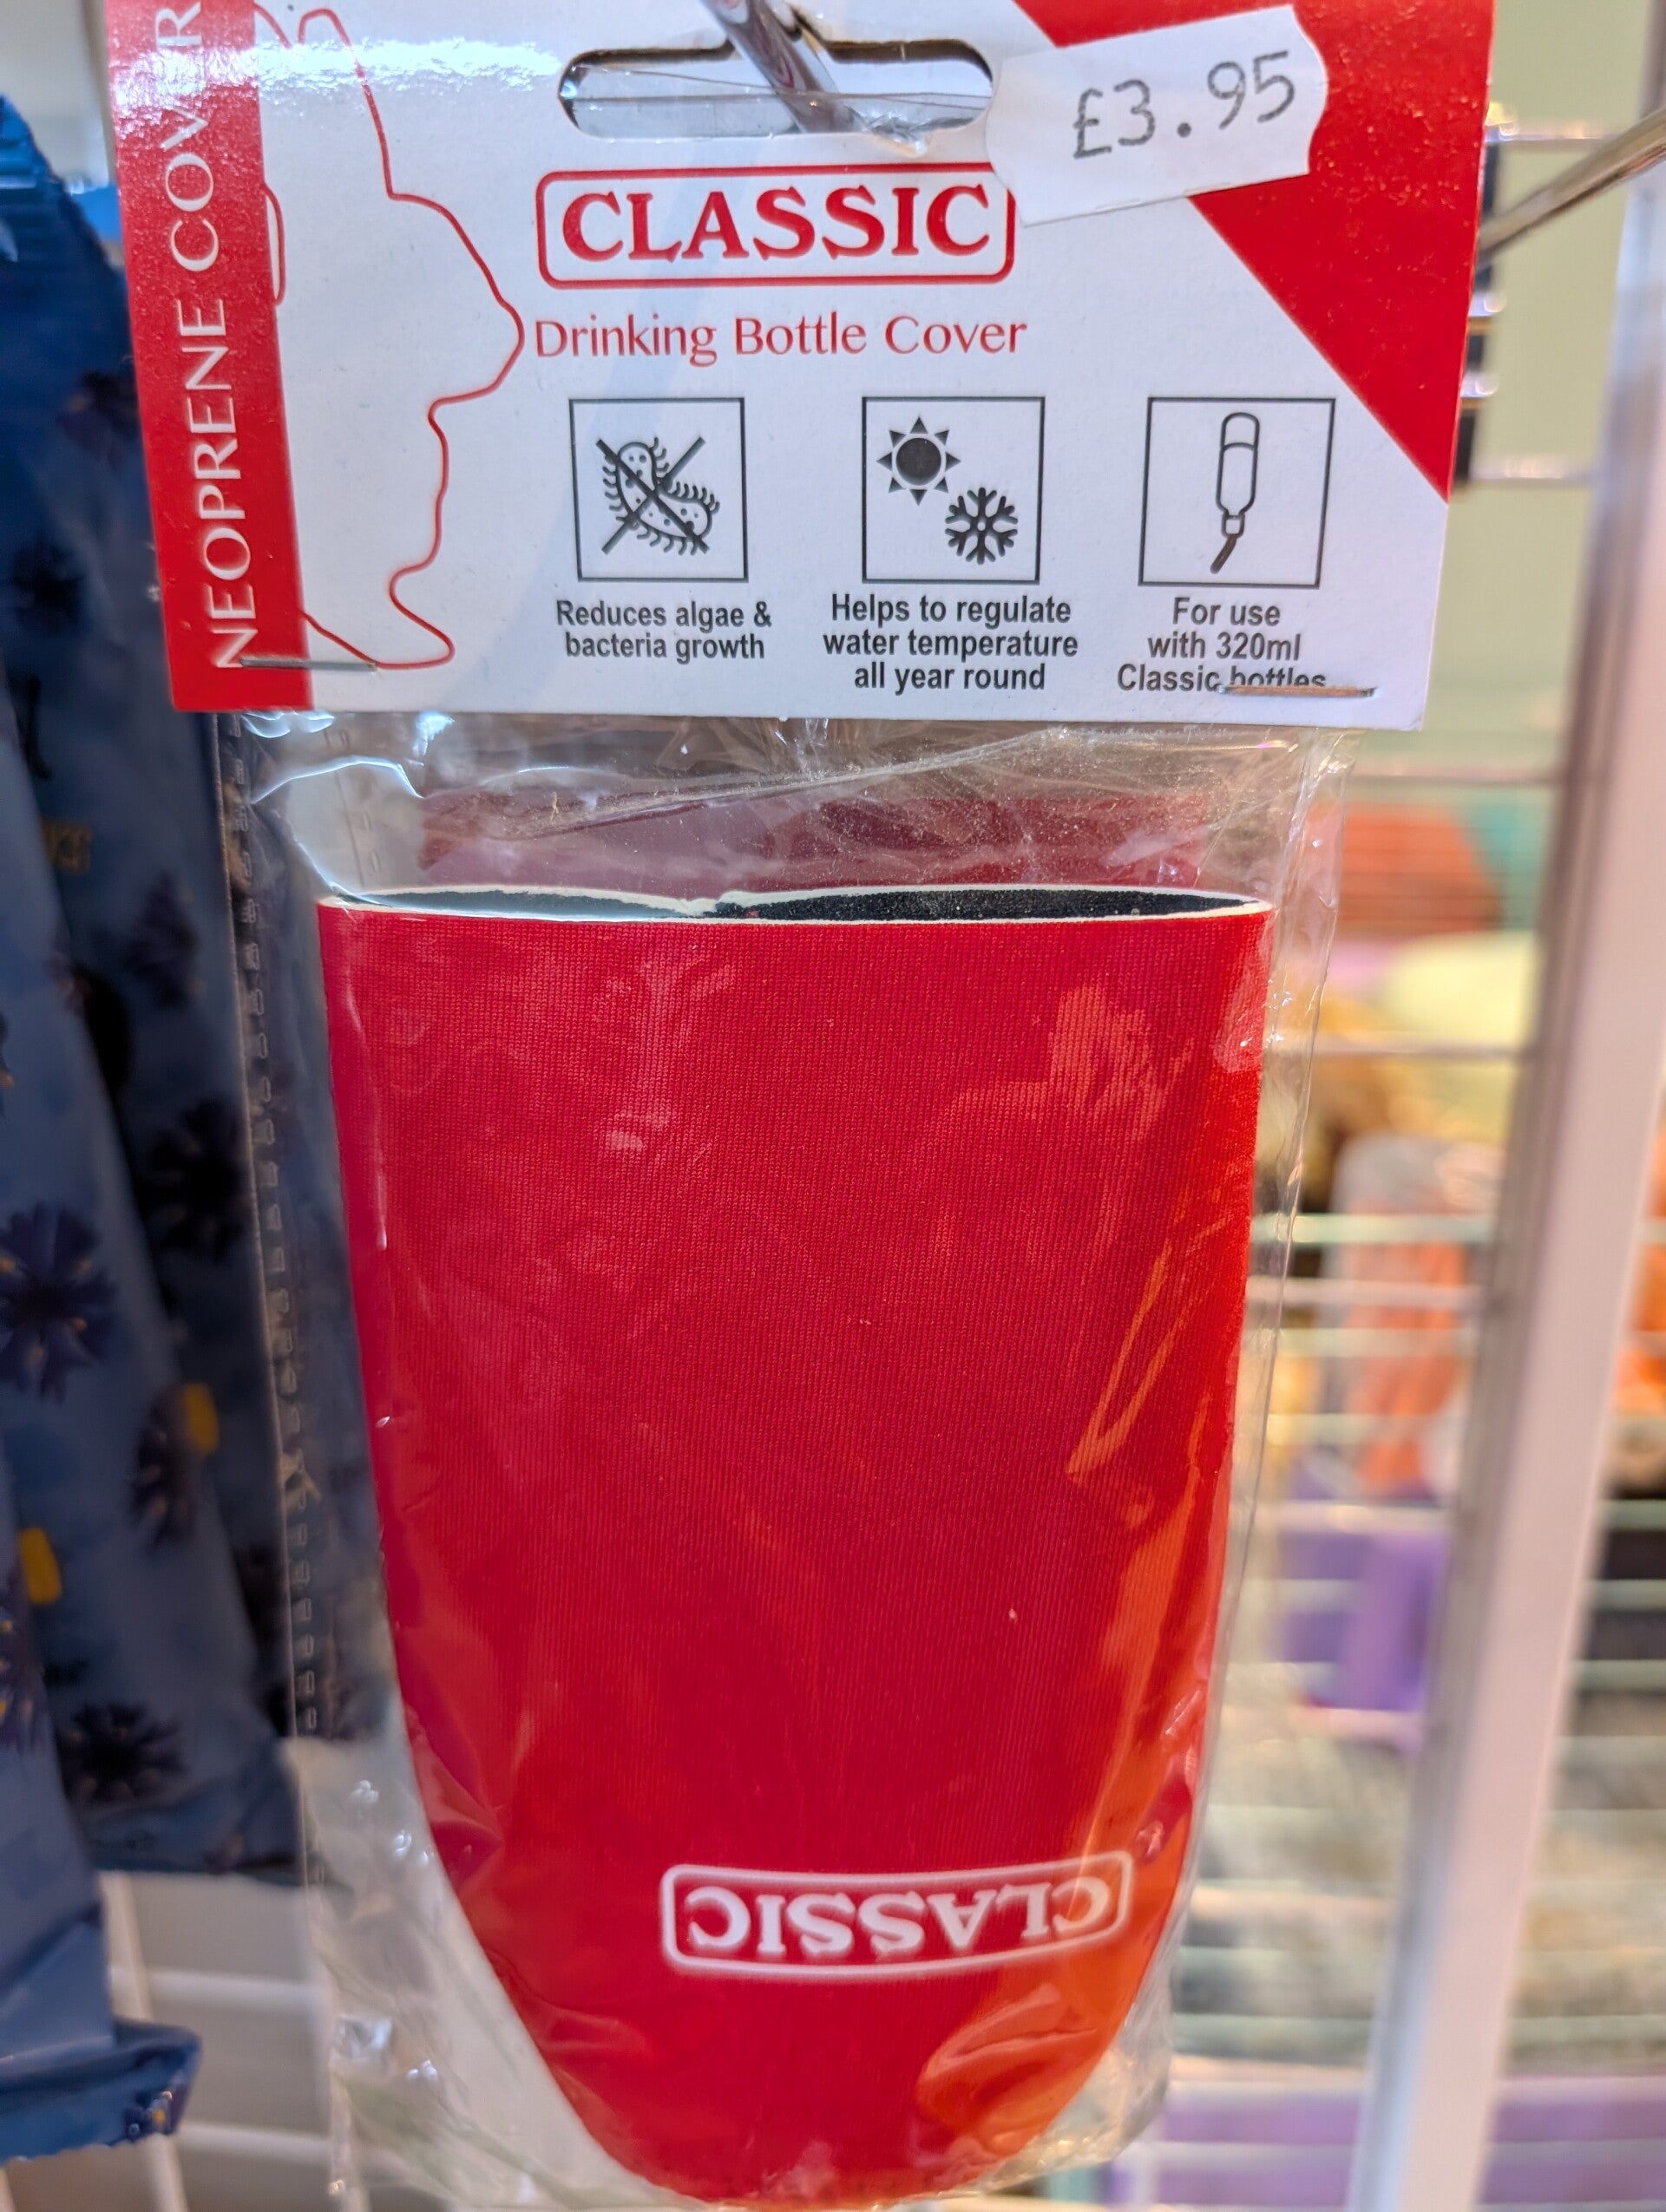 £3.95
NEOPRENE COVER
CLASSIC
Drinking Bottle Cover
Reduces algae &
bacteria growth
Helps to regulate
water temperature
all year round
For use
with 320ml
Classic bottles
CLASSIC